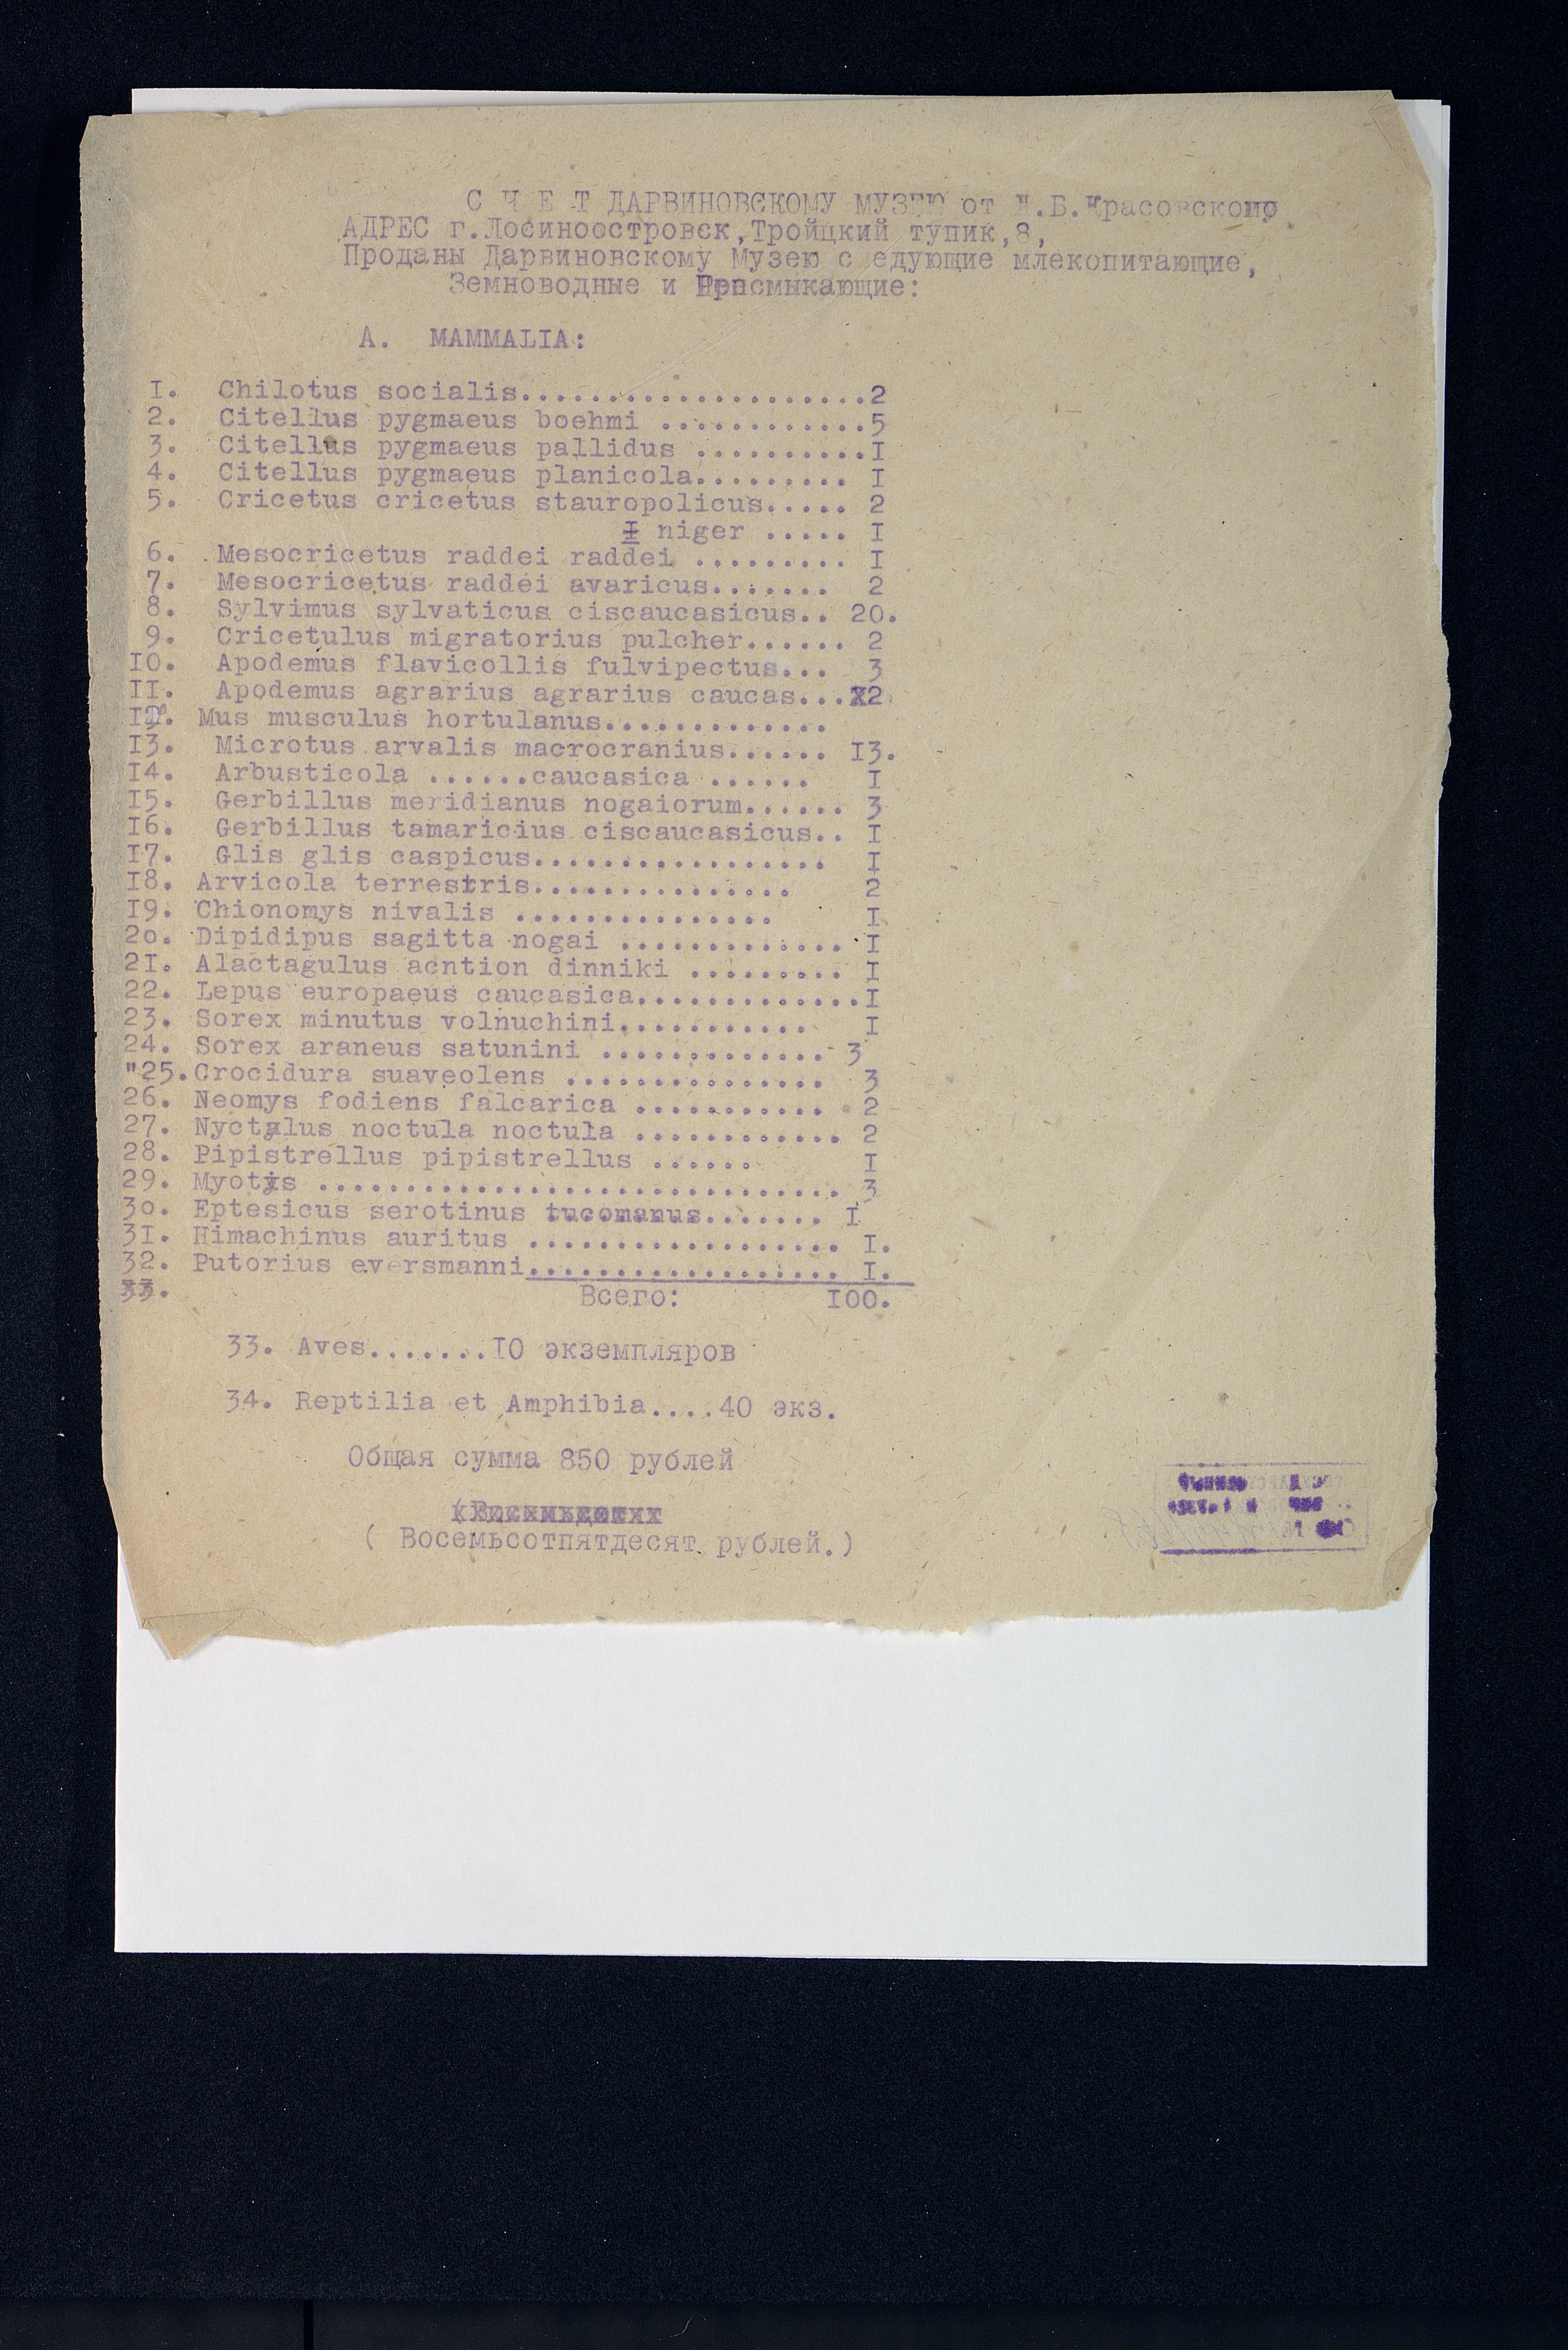 С Ч Е Т ДАРВИНОВСКОМУ МУЗЕЮ от .Б.Красовского
АДРЕС г.Лосиноостровск,Тройцкий тупик,8,
Проданы Дарвиновскому Музею с едующие млекопитающие,
Земноводные и Пресмыкающие:
А. MAMMALIA:
I. Chilotus socialis.....................2
2. Citellus pygmaeus boehmi ............5
3. Citellus pygmaeus pallidus ..........I
4. Citellus pygmaeus planicola......... I
5. Cricetus cricetus stauropolicus..... 2
I niger ..... I
6. Mesocricetus raddei raddei ......... I
7. Mesocricetus raddei avaricus....... 2
8. Sylvimus sylvaticus ciscaucasicus.. 20.
9. Cricetulus migratorius pulcher...... 2
IO. Apodemus flavicollis fulvipectus... 3
II. Apodemus agrarius agrarius caucas...X2
Mus musculus hortulanus.............
I3. Microtus arvalis macrocranius...... I3.
I4. Arbusticola ......caucasica ...... I
I5. Gerbillus meridianus nogaiorum...... 3
I6. Gerbillus tamaricius ciscaucasicus.. I
I7. Glis glis caspicus................. I
I8. Arvicola terrestris............... 2
I9. Chionomys nivalis ............... I
2o. Dipidipus sagitta nogai ............. I
2I. Alactagulus acntion dinniki ......... I
22. Lepus europaeus caucasica.............I
23. Sorex minutus volnuchini........... I
24. Sorex araneus satunini ............. 3
"25.Crocidura suaveolens ............... 3
26. Neomys fodiens falcarica ........... 2
27. Nyctalus noctula noctula ............ 2
28. Pipistrellus pipistrellus ...... I
29. Myotis ............................... 3
3o. Eptesicus serotinus tucomanus....... I
3I. Himachinus auritus .................. I.
32. Putorius eversmanni.................. I.
33.
Всего: IOO.
33. Aves.......IO экземпляров
34. Reptilia et Amphibia....40 экз.
Общая сумма 850 рублей
( Восемьсотпятдесят рублей.)